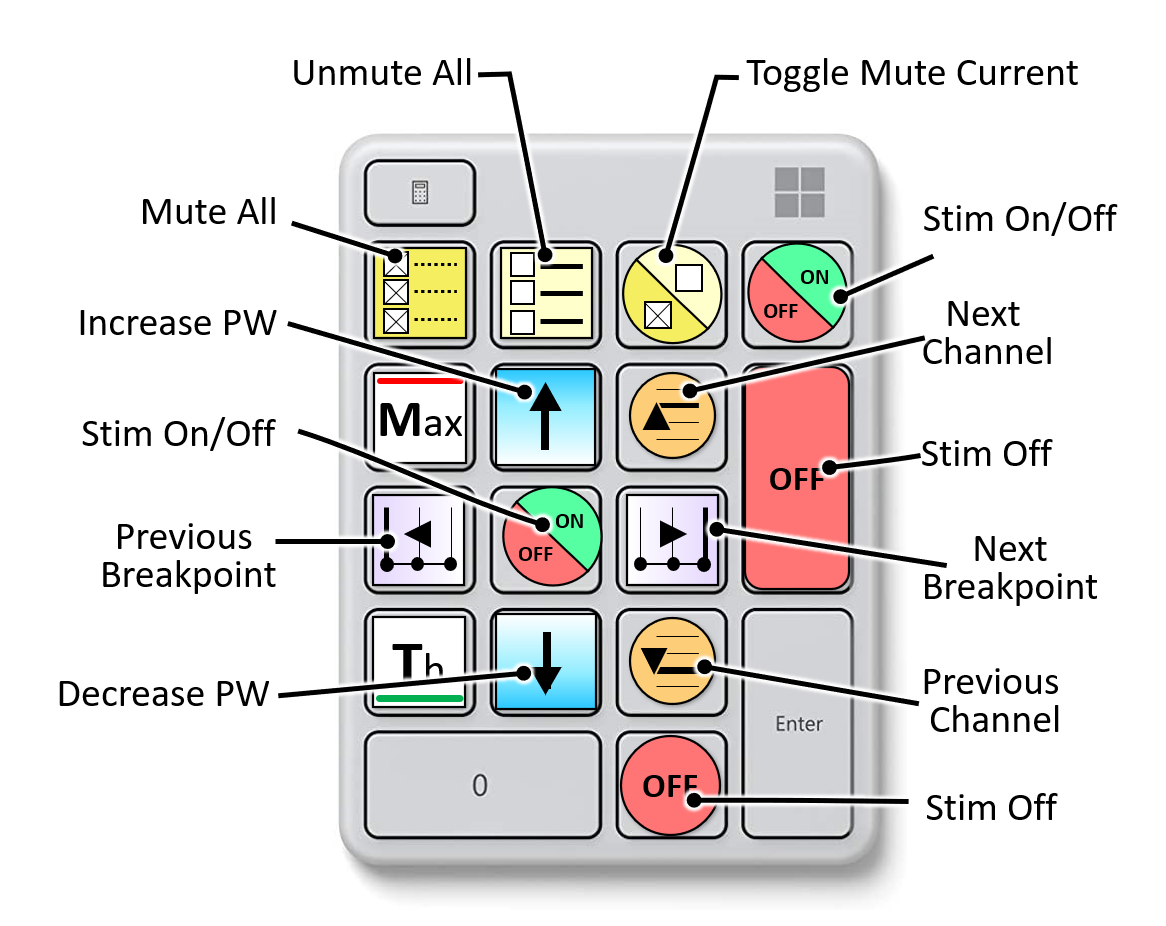 Unmute All
Toggle Mute Current
Mute All
Stim On/Off
ON
OFF
Increase PW
Next
Channel
Max
Stim On/Off
Stim Off
OFF
Previous
Breakpoint
ON
OFF
Next
Breakpoint
Th
Decrease PW
Previous
Channel
Enter
0
OFF
Stim Off